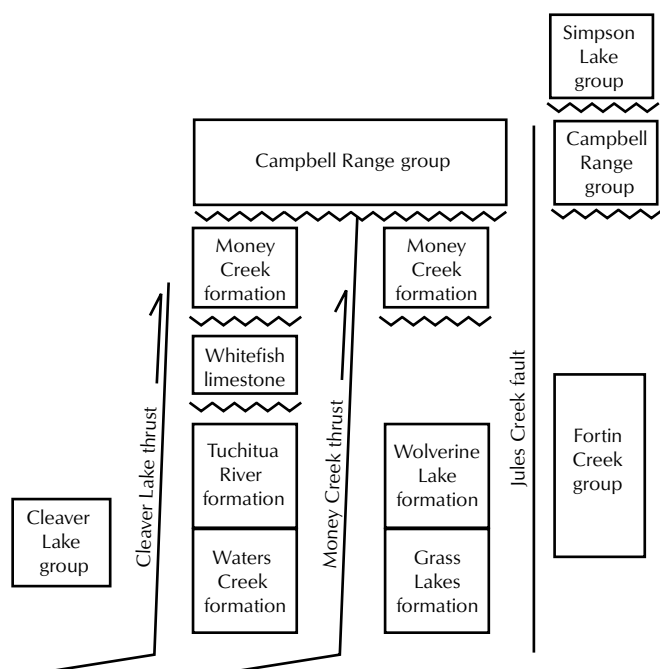 Simpson
Lake
group
Campbell Range group
Campbell
Range
group
Money
Creek
formation
Money
Creek
formation
Whitefish
limestone
Cleaver Lake thrust
Money Creek thrust
Jules Creek fault
Tuchitua
River
formation
Wolverine
Lake
formation
Fortin
Creek
group
Cleaver
Lake
group
Waters
Creek
formation
Grass
Lakes
formation